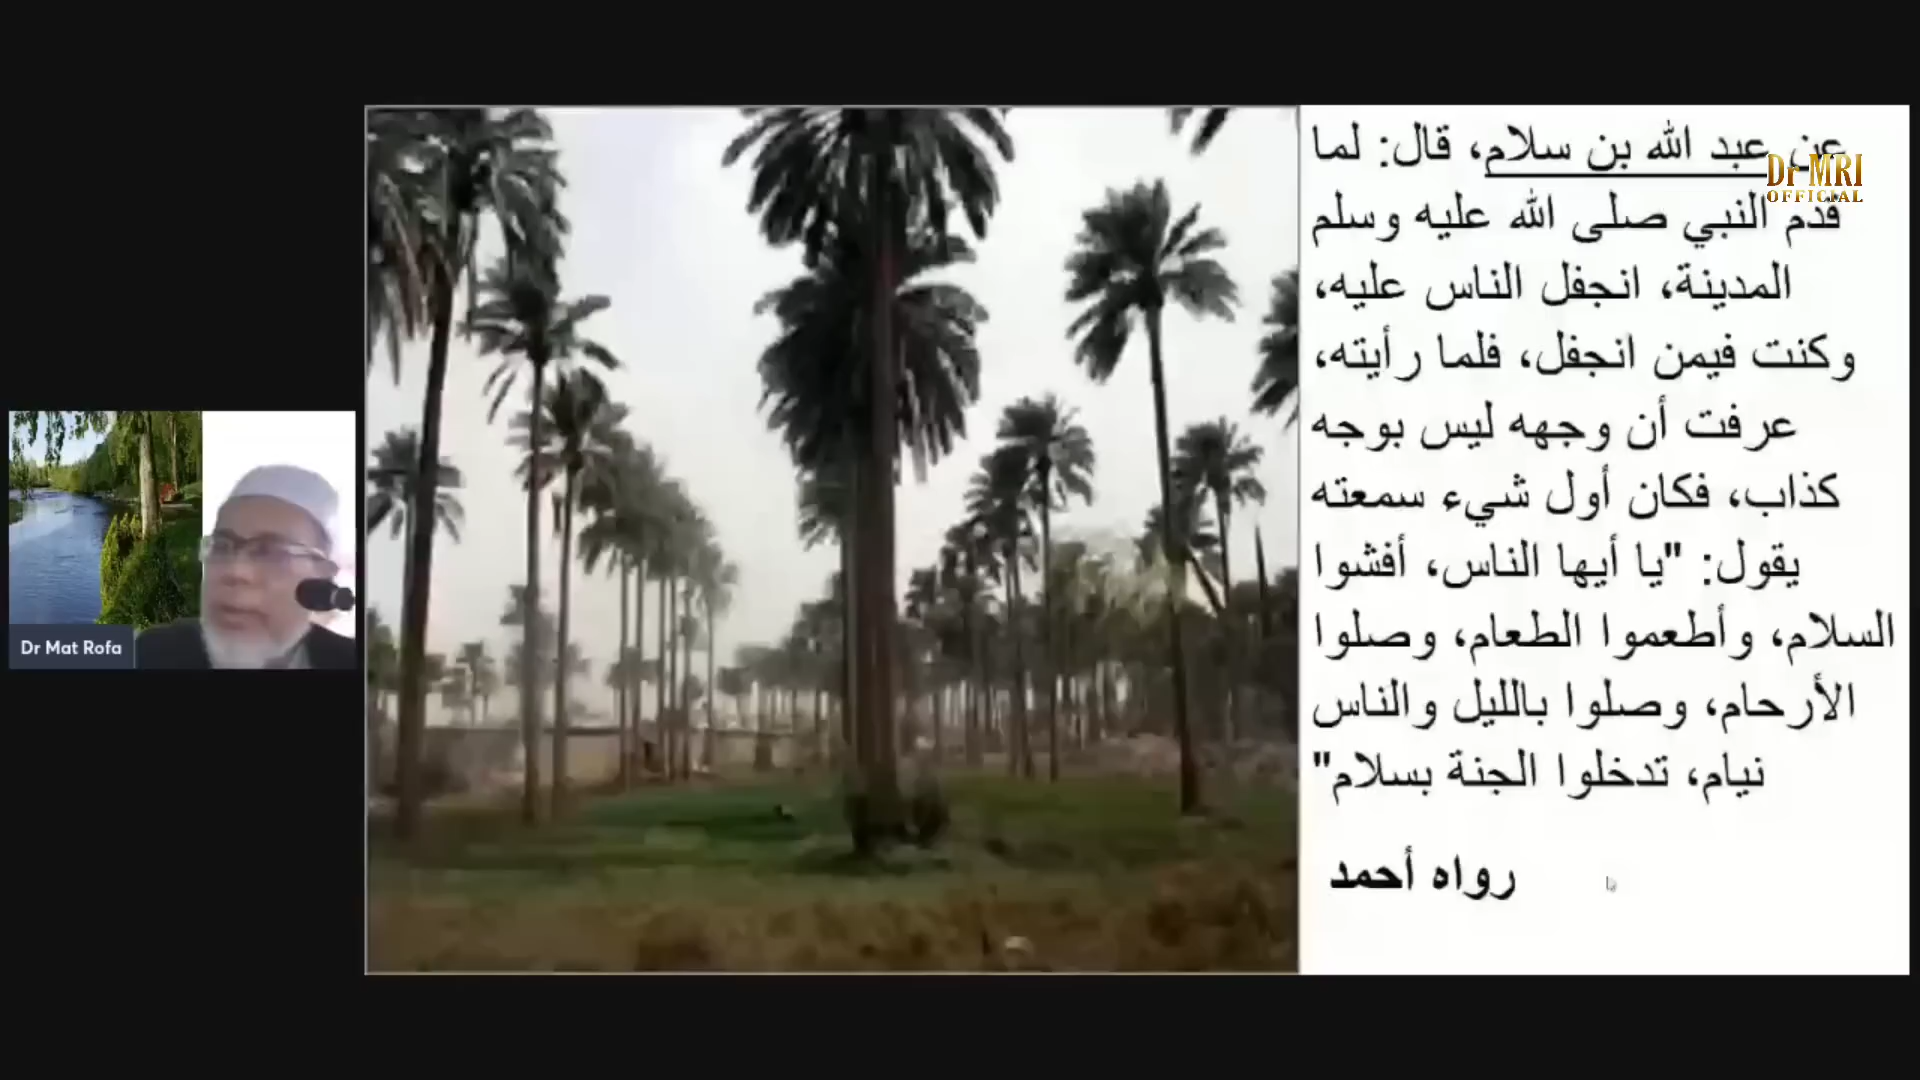 عن عبد الله بن سلام، قال: لما
قدم النبي صلى الله عليه وسلم
المدينة، انجفل الناس عليه،
وكنت فيمن انجفل، فلما رأيته،
عرفت أن وجهه ليس بوجه
كذاب، فكان أول شيء سمعته
يقول: "يا أيها الناس، أفشوا
السلام، وأطعموا الطعام، وصلوا
الأرحام، وصلوا بالليل والناس
نيام، تدخلوا الجنة بسلام"
رواه أحمد
Dr MRI
OFFICIAL
Dr Mat Rofa